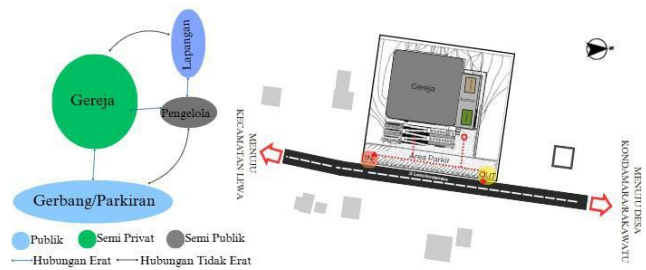 Lapangan
Gereja
Pengelola
Gerbang/Parkiran
Publik
Semi Privat
Semi Publik
Hubungan Erat
Hubungan Tidak Erat
MENUJU
KECAMATAN LEWA
Gereja
Area Parkir
IN
OUT
MENUJU DESA
KONDAMARA/RAKAWATU